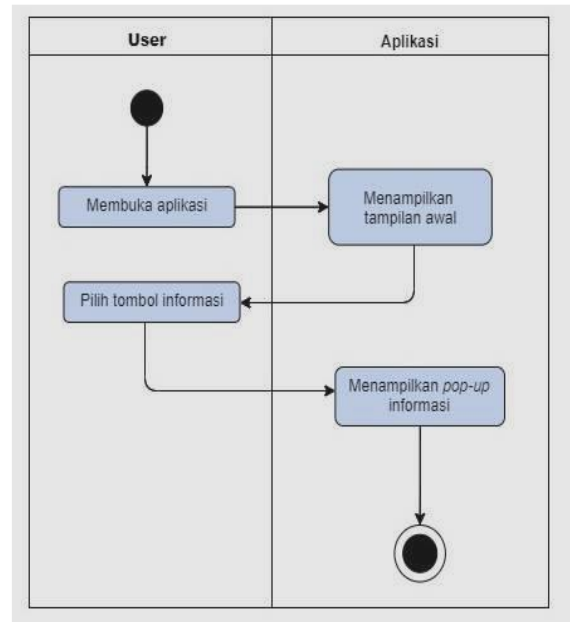 User
Aplikasi
Membuka aplikasi
Menampilkan
tampilan awal
Pilih tombol informasi
Menampilkan pop-up
informasi